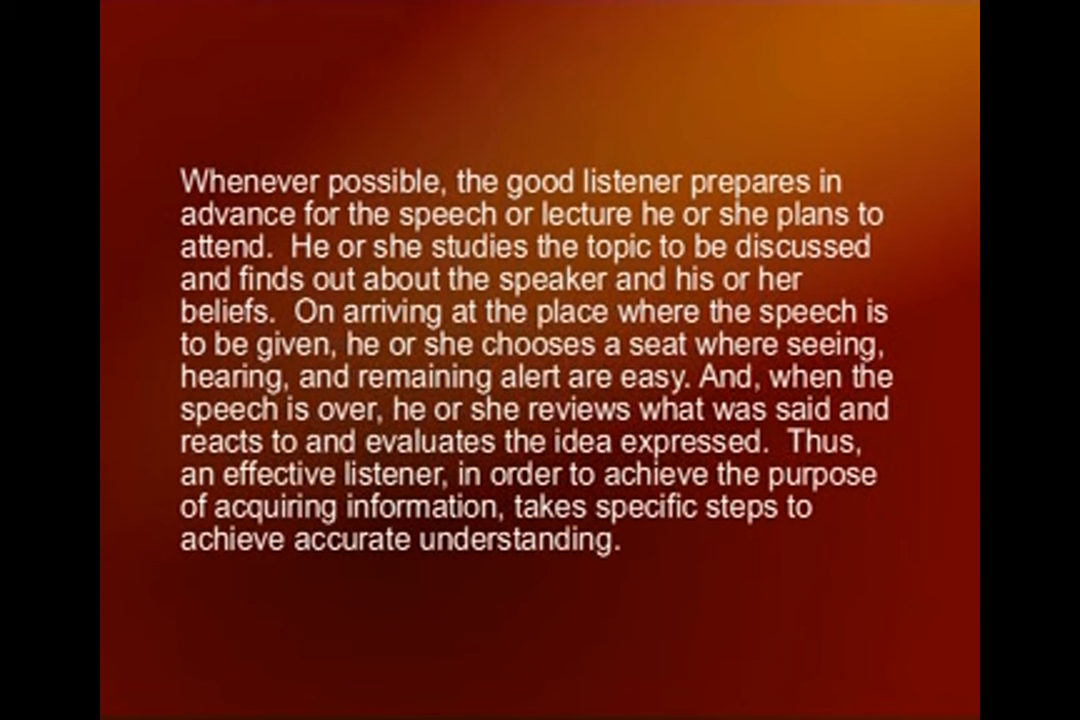 Whenever possible, the good listener prepares in
advance for the speech or lecture he or she plans to
attend.  He or she studies the topic to be discussed
and finds out about the speaker and his or her
beliefs.  On arriving at the place where the speech is
to be given, he or she chooses a seat where seeing,
hearing, and remaining alert are easy. And, when the
speech is over, he or she reviews what was said and
reacts to and evaluates the idea expressed.  Thus,
an effective listener, in order to achieve the purpose
of acquiring information, takes specific steps to
achieve accurate understanding.